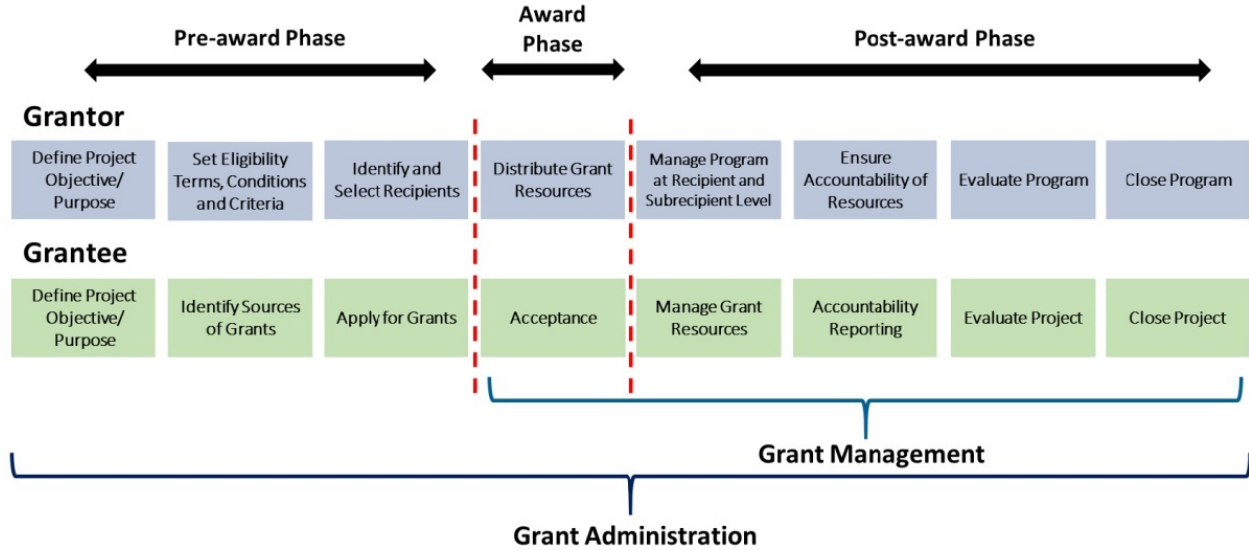 Pre-award Phase
Award
Phase
Post-award Phase
Grantor
Define Project
Objective/
Purpose
Set Eligibility
Terms, Conditions
and Criteria
Identify and
Select Recipients
Distribute Grant
Resources
Manage Program
at Recipient and
Subrecipient Level
Ensure
Accountability of
Resources
Evaluate Program
Close Program
Grantee
Define Project
Objective/
Purpose
Identify Sources
of Grants
Apply for Grants
Acceptance
Manage Grant
Resources
Accountability
Reporting
Evaluate Project
Close Project
Grant Management
Grant Administration